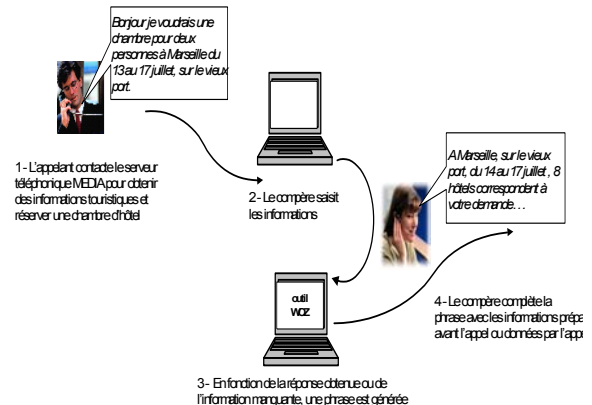 Bonjour je voudrais une
chambre pour deux
personnes à Marseille du
13 au 17 juillet, sur le vieux
port.
1 - L'appelant contacte le serveur
téléphonique MEDIA pour obtenir
des informations touristiques et
réserver une chambre d'hôtel
2 - Le compère saisit
les informations
A Marseille, sur le vieux
port, du 14 au 17 juillet, 8
hôtels correspondent à
votre demande…
outil
WOZ
4 - Le compère complète la
phrase avec les informations prépa
avant l'appel ou données par l'appe
3 - En fonction de la réponse obtenue ou de
l'information manquante, une phrase est générée